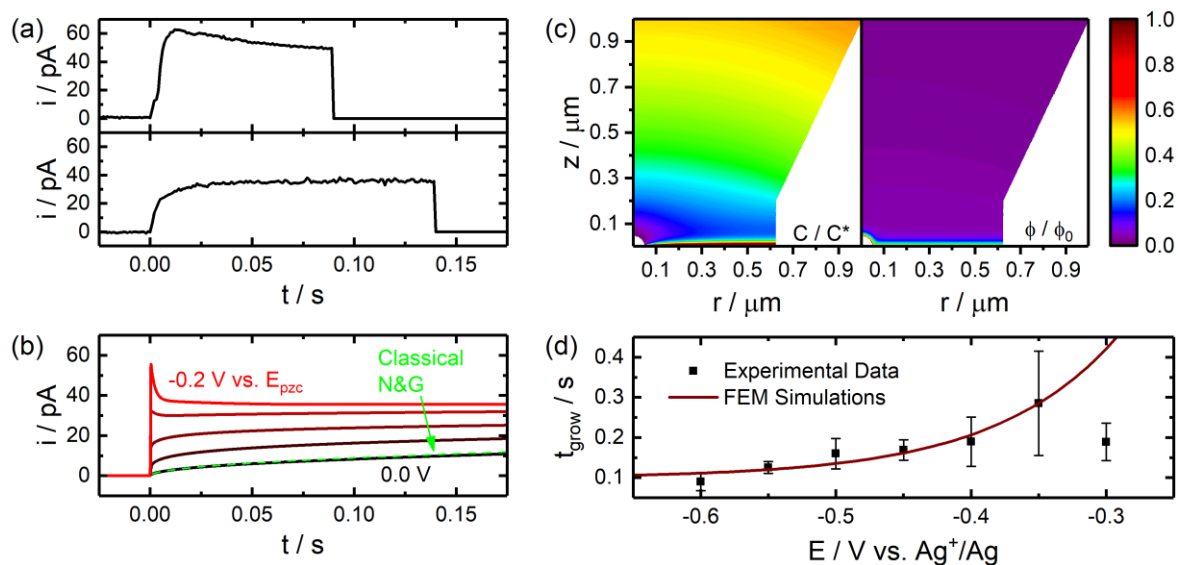 (a)
60
40
20
0
i / pA
60
40
20
0
i / pA
0.00
0.05
0.10
0.15
t / s
(b)
60
40
20
0
i / pA
-0.2 V vs. E_pzc
Classical
N&G
0.0 V
0.00
0.05
0.10
0.15
t / s
(c)
0.9
0.7
0.5
0.3
0.1
z / μm
C / C*
ϕ / ϕ₀
0.1 0.3 0.5 0.7 0.9
0.1 0.3 0.5 0.7 0.9
r / μm
r / μm
1.0
0.8
0.6
0.4
0.2
0.0
(d)
0.4
0.3
0.2
0.1
t_grow / s
Experimental Data
FEM Simulations
-0.6
-0.5
-0.4
-0.3
E / V vs. Ag⁺/Ag